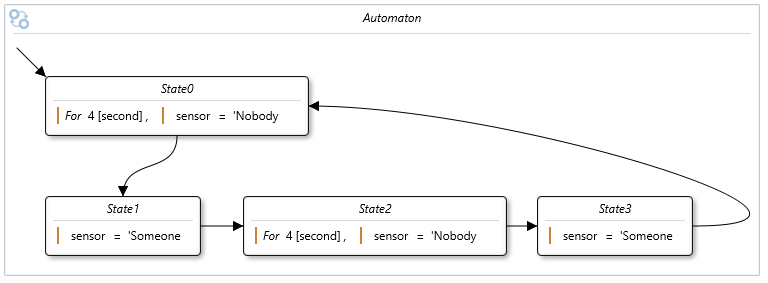 Automaton
State0
For 4 [second] , sensor = 'Nobody
State1
sensor = 'Someone
State2
For 4 [second] , sensor = 'Nobody
State3
sensor = 'Someone